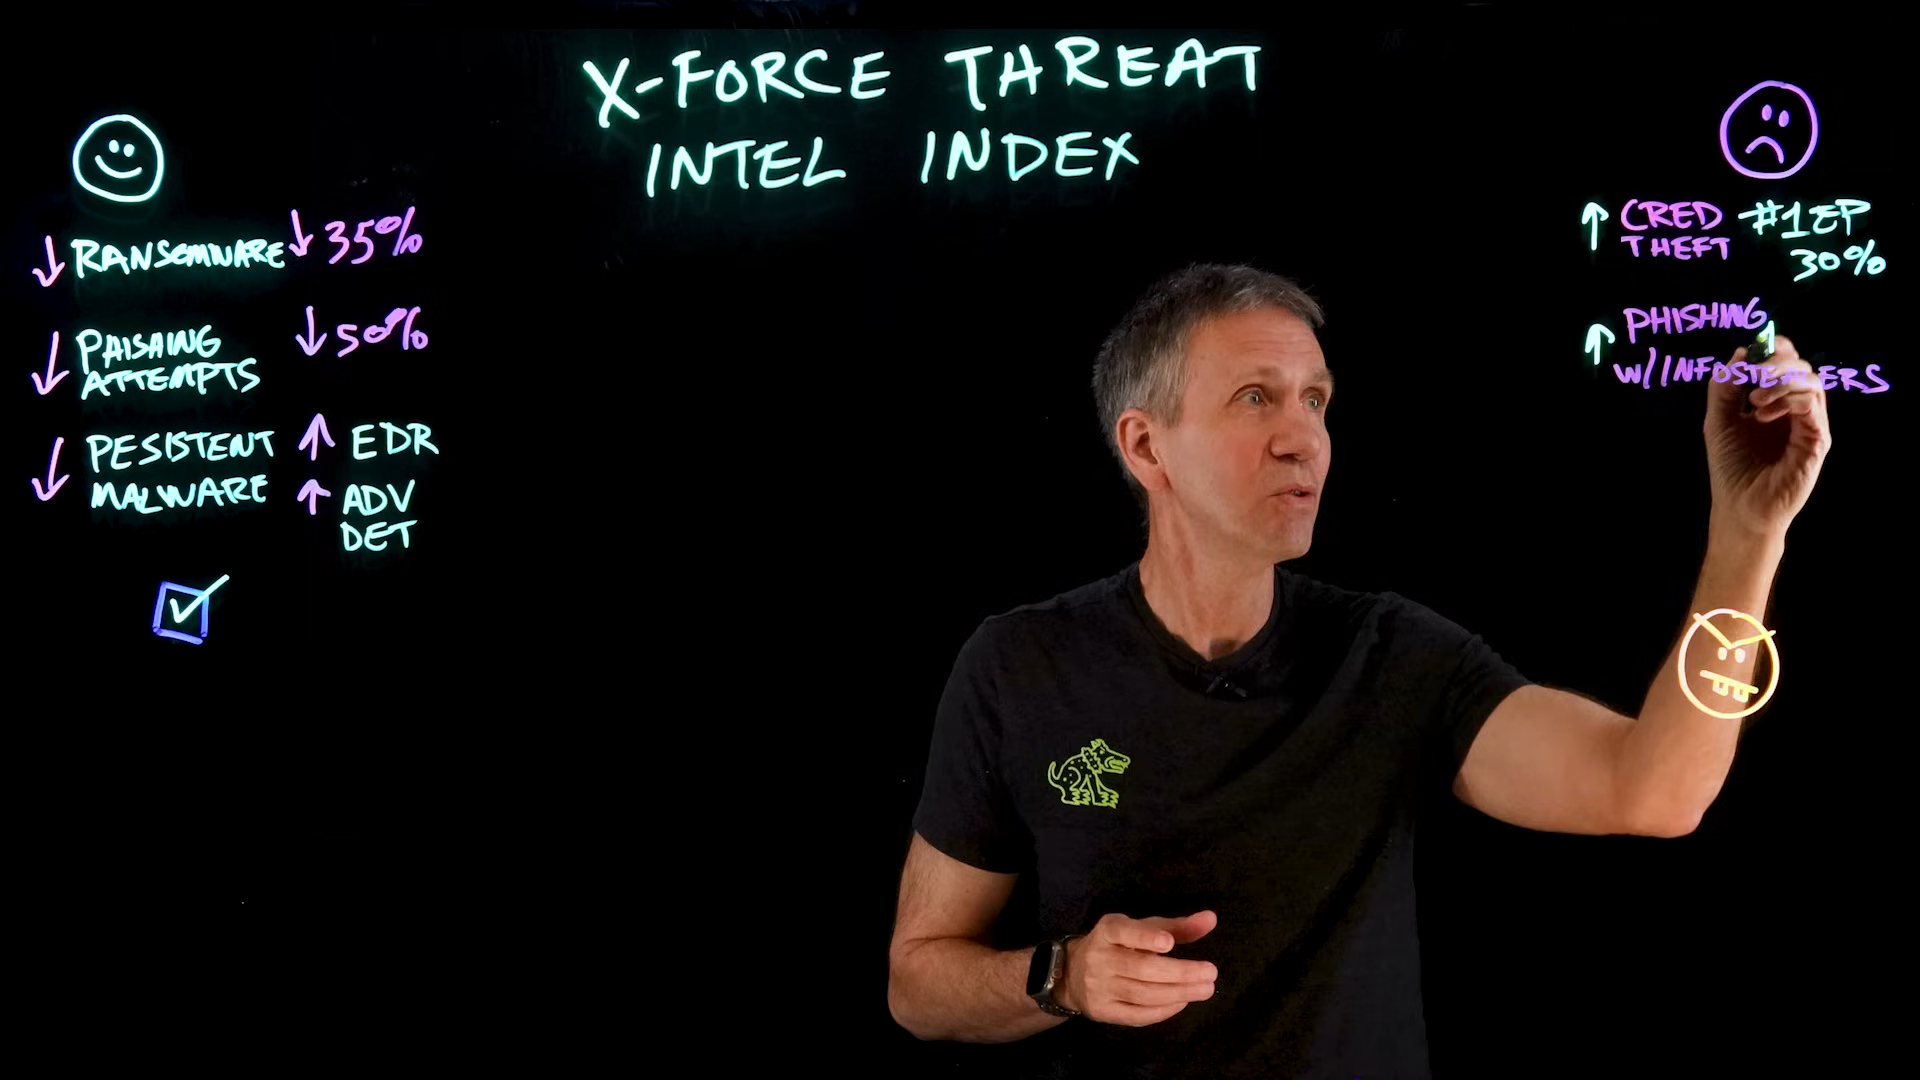 X-FORCE THREAT
INTEL INDEX
↓ RANSOMWARE ↓ 35%
↓ PHISHING
ATTEMPTS
↓ 50%
↓ PESISTENT
MALWARE
↑ EDR
↑ ADV
DET
↑ CRED
THEFT
#1 EP
30%
↑ PHISHING
W/INFOSTEALERS